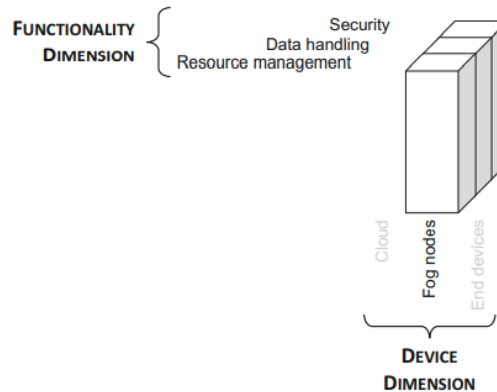 FUNCTIONALITY
DIMENSION
Security
Data handling
Resource management
Cloud
Fog nodes
End devices
DEVICE
DIMENSION